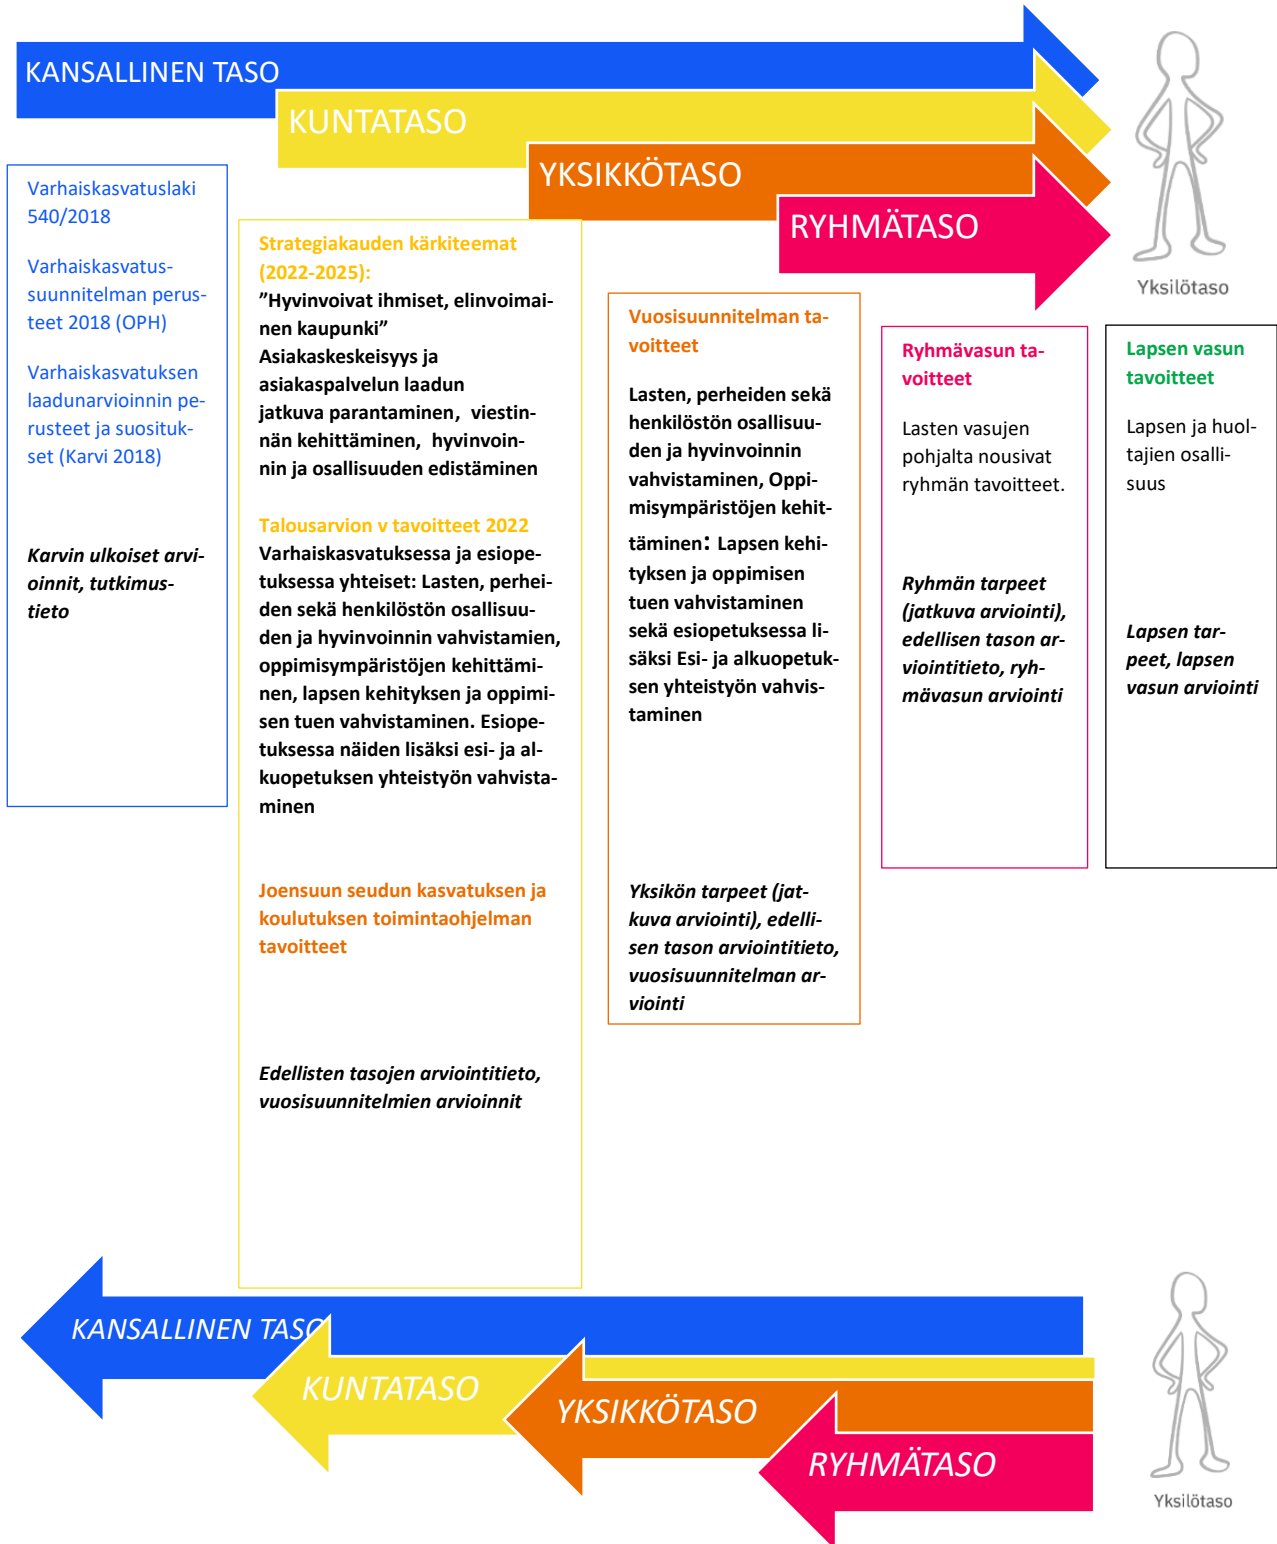 KANSALLINEN TASO
KUNTATASO
YKSIKKÖTASO
RYHMÄTASO
Yksilötaso
Varhaiskasvatuslaki
540/2018
Varhaiskasvatus-
suunnitelman perus-
teet 2018 (OPH)
Varhaiskasvatuksen
laadunarvioinnin pe-
rusteet ja suosituk-
set (Karvi 2018)
Karvin ulkoiset arvi-
oinnit, tutkimus-
tieto
Strategiakauden kärkiteemat
(2022-2025):
”Hyvinvoivat ihmiset, elinvoimai-
nen kaupunki”
Asiakaskeskeisyys ja
asiakaspalvelun laadun
jatkuva parantaminen, viestin-
nän kehittäminen, hyvinvoin-
nin ja osallisuuden edistäminen
Talousarvion v tavoitteet 2022
Varhaiskasvatuksessa ja esiope-
tuksessa yhteiset: Lasten, perhei-
den sekä henkilöstön osallisuu-
den ja hyvinvoinnin vahvistamien,
oppimisympäristöjen kehittämi-
nen, lapsen kehityksen ja oppimi-
sen tuen vahvistaminen. Esiope-
tuksessa näiden lisäksi esi- ja al-
kuopetuksen yhteistyön vahvista-
minen
Joensuun seudun kasvatuksen ja
koulutuksen toimintaohjelman
tavoitteet
Edellisten tasojen arviointitieto,
vuosisuunnitelmien arvioinnit
Vuosisuunnitelman ta-
voitteet
Lasten, perheiden sekä
henkilöstön osallisuu-
den ja hyvinvoinnin
vahvistaminen, Oppi-
misympäristöjen kehit-
täminen: Lapsen kehi-
tyksen ja oppimisen
tuen vahvistaminen
sekä esiopetuksessa li-
säksi Esi- ja alkuopetuk-
sen yhteistyön vahvis-
taminen
Yksikön tarpeet (jat-
kuva arviointi), edelli-
sen tason arviointitieto,
vuosisuunnitelman ar-
viointi
Ryhmävasun ta-
voitteet
Lasten vasujen
pohjalta nousivat
ryhmän tavoitteet.
Ryhmän tarpeet
(jatkuva arviointi),
edellisen tason ar-
viointitieto, ryh-
mävasun arviointi
Lapsen vasun
tavoitteet
Lapsen ja huol-
tajien osalli-
suus
Lapsen tar-
peet, lapsen
vasun arviointi
KANSALLINEN TASO
KUNTATASO
YKSIKKÖTASO
RYHMÄTASO
Yksilötaso